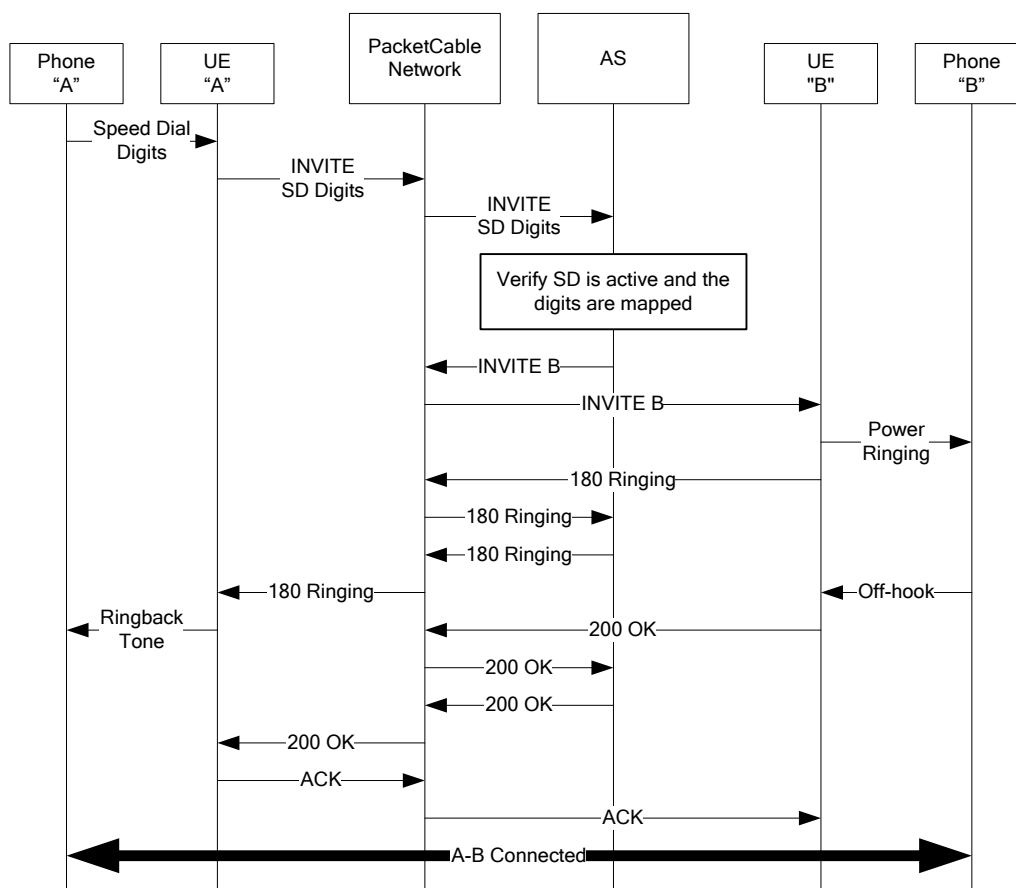 Phone
“A”
UE
“A”
PacketCable
Network
AS
UE
"B"
Phone
“B”
Speed Dial
Digits
INVITE
SD Digits
INVITE
SD Digits
Verify SD is active and the
digits are mapped
INVITE B
INVITE B
Power
Ringing
180 Ringing
180 Ringing
180 Ringing
180 Ringing
Off-hook
Ringback
Tone
200 OK
200 OK
200 OK
200 OK
ACK
ACK
A-B Connected